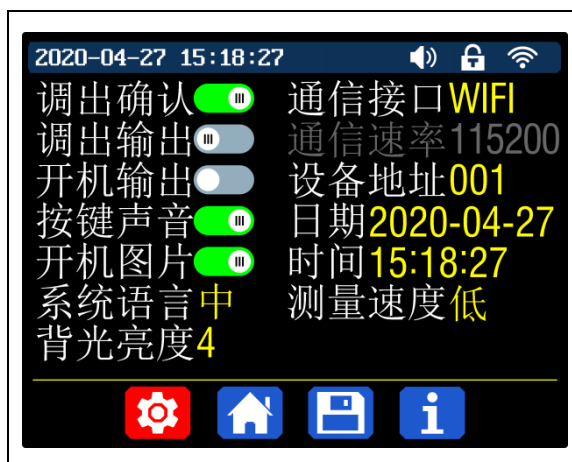 2020-04-27 15:18:27
调出确认 通信接口WIFI
调出输出 通信速率115200
开机输出 设备地址001
按键声音 日期2020-04-27
开机图片 时间15:18:27
系统语言中 测量速度低
背光亮度4